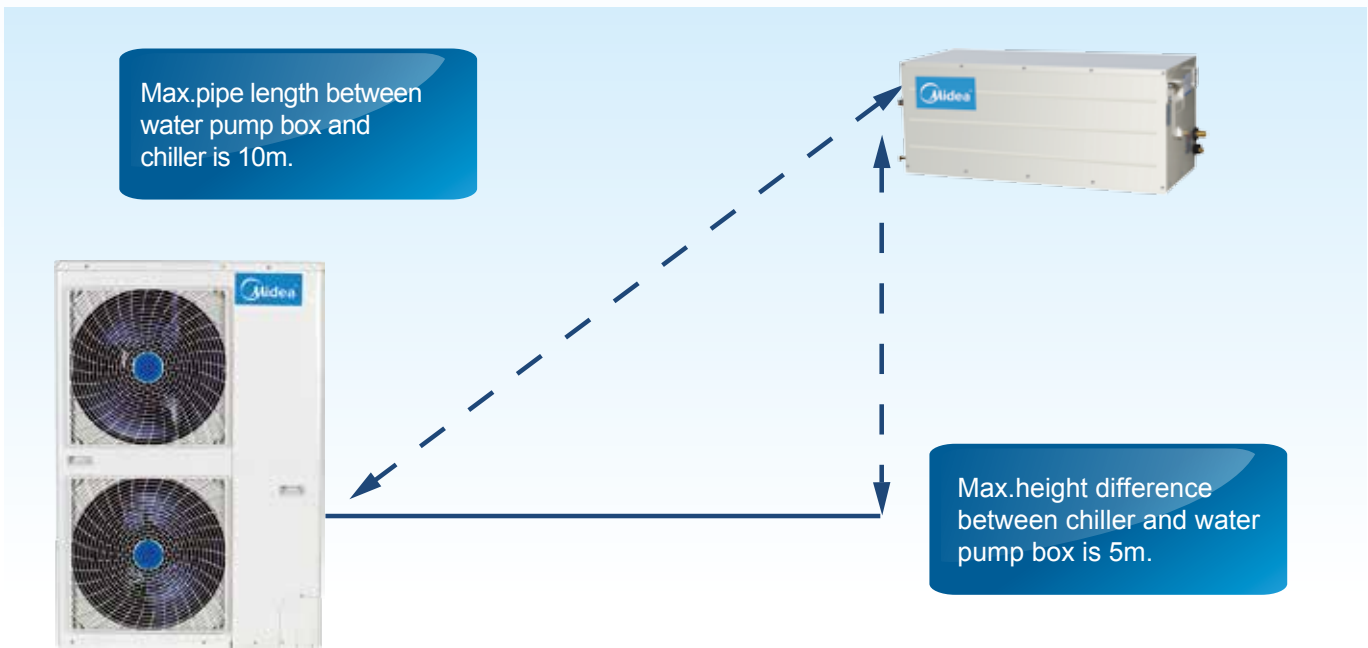 Max.pipe length between
water pump box and
chiller is 10m.
Midea
Midea
Max.height difference
between chiller and water
pump box is 5m.